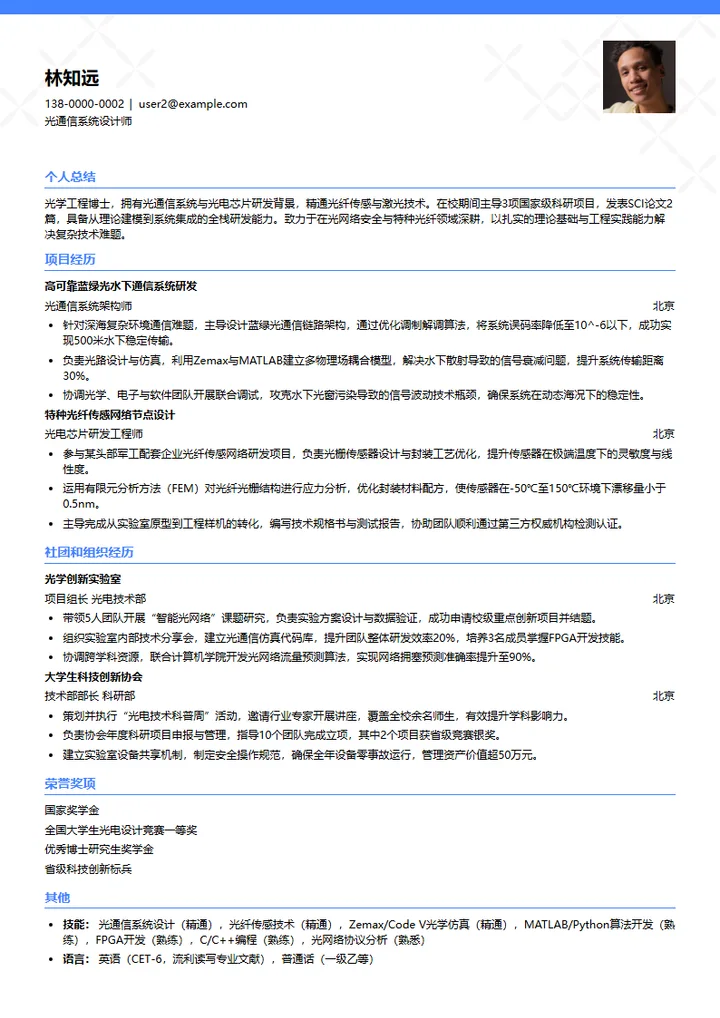 林知远
138-0000-0002 | user2@example.com
光通信系统设计师
个人总结
光学工程博士，拥有光通信系统与光电芯片研发背景，精通光纤传感与激光技术。在校期间主导3项国家级科研项目，发表SCI论文2
篇，具备从理论建模到系统集成的全栈研发能力。致力于在光网络安全与特种光纤领域深耕，以扎实的理论基础与工程实践能力解
决复杂技术难题。
项目经历
高可靠蓝绿光水下通信系统研发
光通信系统架构师 北京
• 针对深海复杂环境通信难题，主导设计蓝绿光通信链路架构，通过优化调制解调算法，将系统误码率降低至10^-6以下，成功实
现500米水下稳定传输。
• 负责光路设计与仿真，利用Zemax与MATLAB建立多物理场耦合模型，解决水下散射导致的信号衰减问题，提升系统传输距离
30%。
• 协调光学、电子与软件团队开展联合调试，攻克水下光窗污染导致的信号波动技术瓶颈，确保系统在动态海况下的稳定性。
特种光纤传感网络节点设计
光电芯片研发工程师 北京
• 参与某头部军工配套企业光纤传感网络研发项目，负责光栅传感器设计与封装工艺优化，提升传感器在极端温度下的灵敏度与线
性度。
• 运用有限元分析方法（FEM）对光纤光栅结构进行应力分析，优化封装材料配方，使传感器在-50℃至150℃环境下漂移量小于
0.5nm。
• 主导完成从实验室原型到工程样机的转化，编写技术规格书与测试报告，协助团队顺利通过第三方权威机构检测认证。
社团和组织经历
光学创新实验室
项目组长 光电技术部 北京
• 带领5人团队开展“智能光网络”课题研究，负责实验方案设计与数据验证，成功申请校级重点创新项目并结题。
• 组织实验室内部技术分享会，建立光通信仿真代码库，提升团队整体研发效率20%，培养3名成员掌握FPGA开发技能。
• 协调跨学科资源，联合计算机学院开发光网络流量预测算法，实现网络拥塞预测准确率提升至90%。
大学生科技创新协会
技术部部长 科研部 北京
• 策划并执行“光电技术科普周”活动，邀请行业专家开展讲座，覆盖全校余名师生，有效提升学科影响力。
• 负责协会年度科研项目申报与管理，指导10个团队完成立项，其中2个项目获省级竞赛银奖。
• 建立实验室设备共享机制，制定安全操作规范，确保全年设备零事故运行，管理资产价值超50万元。
荣誉奖项
国家奖学金
全国大学生光电设计竞赛一等奖
优秀博士研究生奖学金
省级科技创新标兵
其他
• 技能： 光通信系统设计（精通），光纤传感技术（精通），Zemax/Code V光学仿真（精通），MATLAB/Python算法开发（熟
练），FPGA开发（熟练），C/C++编程（熟练），光网络协议分析（熟悉）
• 语言： 英语（CET-6，流利读写专业文献），普通话（一级乙等）